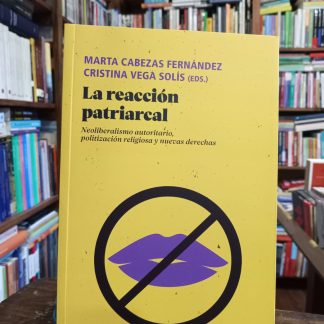 MARTA CABEZAS FERNÁNDEZ
CRISTINA VEGA SOLÍS (EDS.)
La reacción
patriarcal
Neoliberalismo autoritario,
politización religiosa y nuevas derechas